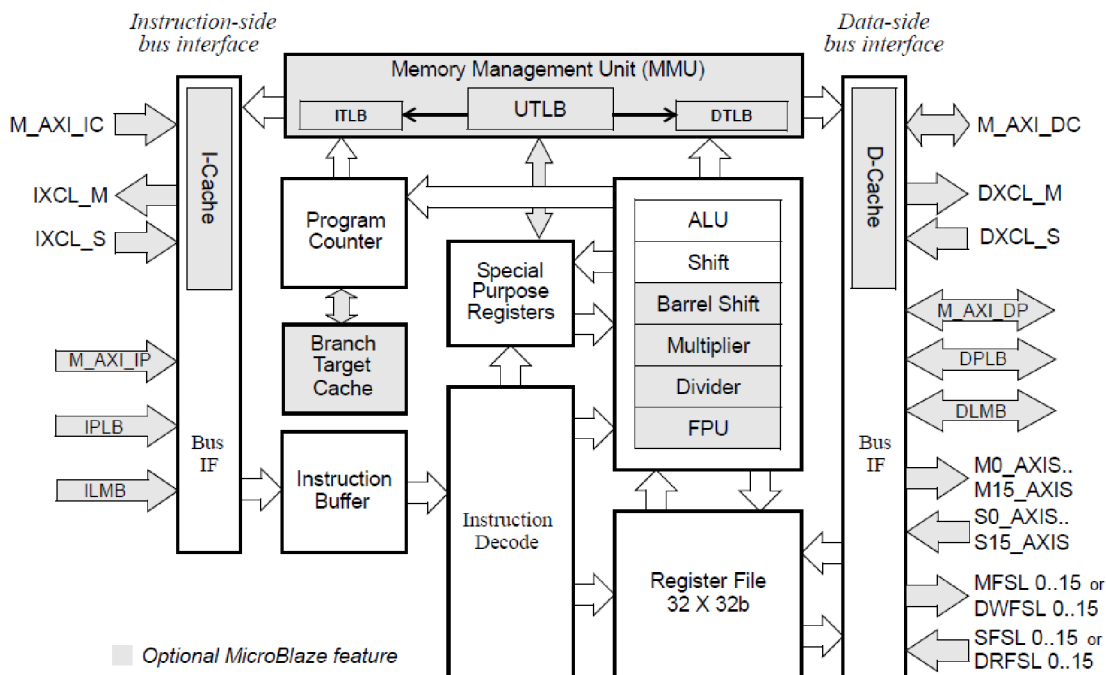 Instruction-side
bus interface
Data-side
bus interface
Memory Management Unit (MMU)
ITLB
UTLB
DTLB
M_AXI_IC
IXCL_M
IXCL_S
I-Cache
M_AXI_IP
IPLB
ILMB
Bus
IF
Program
Counter
Branch
Target
Cache
Special
Purpose
Registers
Instruction
Buffer
Instruction
Decode
ALU
Shift
Barrel Shift
Multiplier
Divider
FPU
Register File
32 X 32b
D-Cache
Bus
IF
M_AXI_DC
DXCL_M
DXCL_S
M_AXI_DP
DPLB
DLMB
M0_AXIS..
M15_AXIS
S0_AXIS..
S15_AXIS
MFSL 0..15 or
DWFSL 0..15
SFSL 0..15 or
DRFSL 0..15
Optional MicroBlaze feature